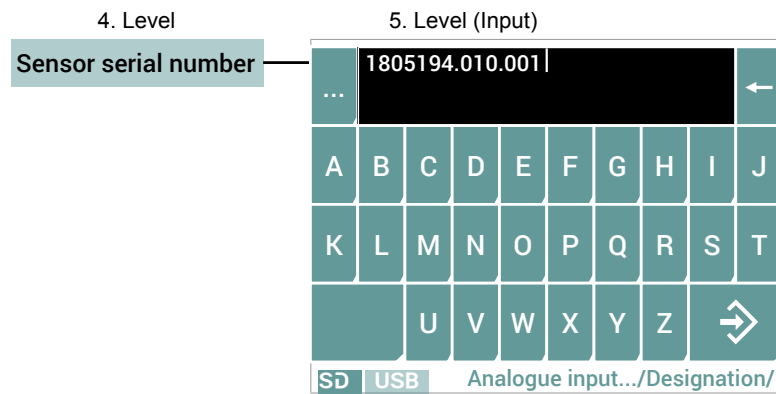 4. Level
5. Level (Input)
Sensor serial number
... 1805194.010.001
A B C D E F G H I J
K L M N O P Q R S T
U V W X Y Z
SD USB Analogue input.../Designation/